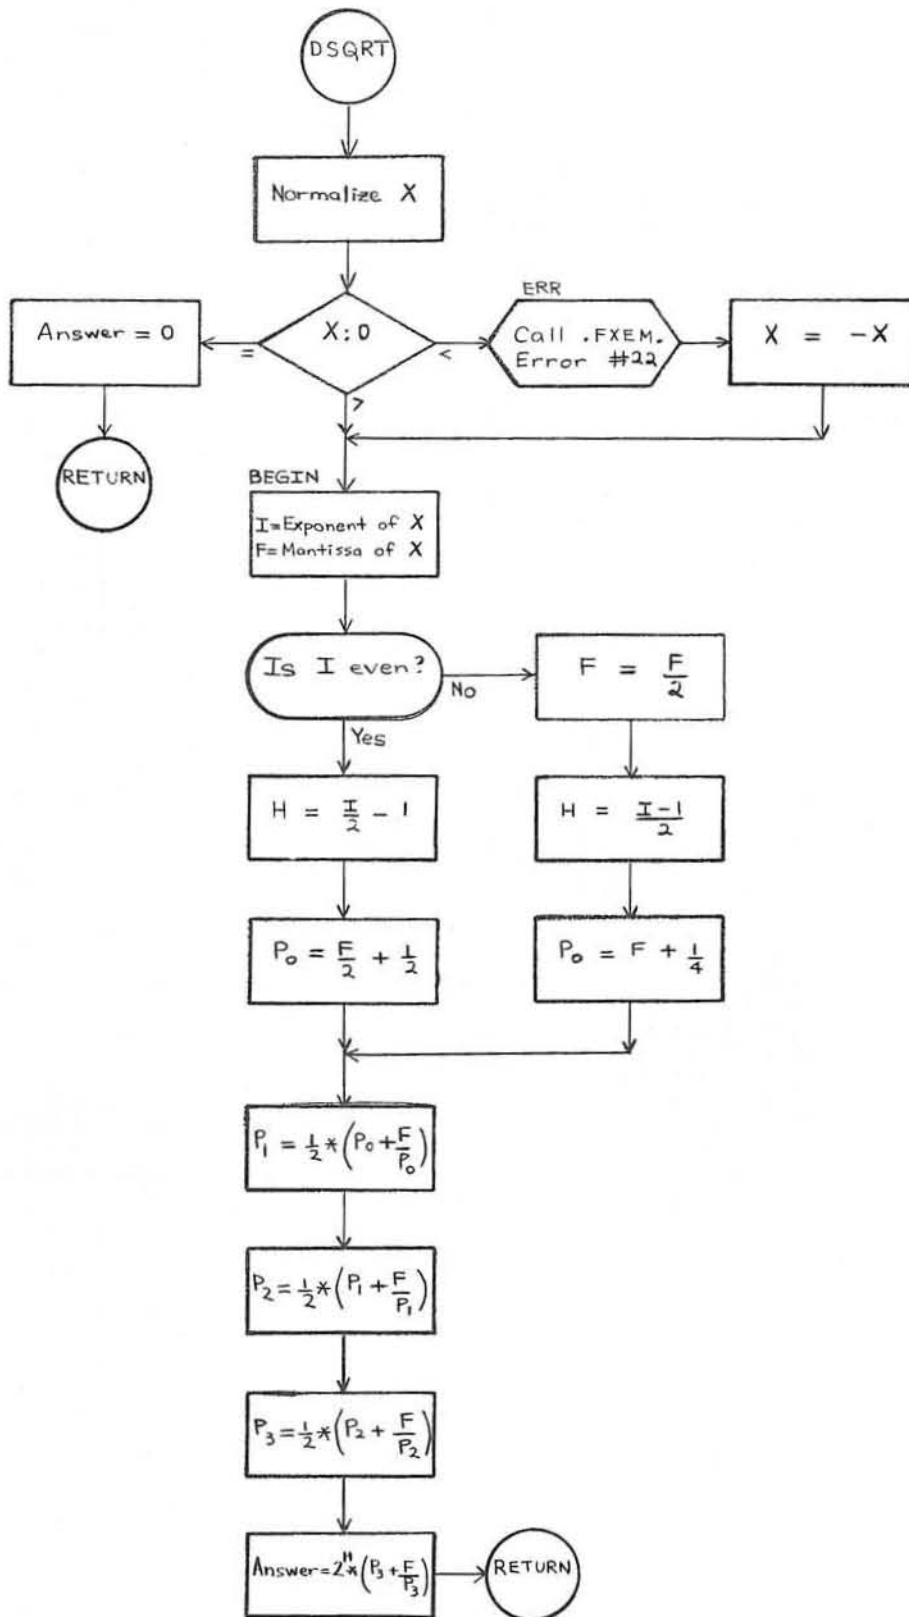 DSQRT
Normalize X
X:0
=
<
>
Answer = 0
RETURN
ERR
Call .FXEM.
Error #22
X = -X
BEGIN
I=Exponent of X
F=Mantissa of X
Is I even?
No
Yes
F = F/2
H = I/2 - 1
H = (I-1)/2
P₀ = F/2 + 1/2
P₀ = F + 1/4
P₁ = 1/2*(P₀+F/P₀)
P₂=1/2*(P₁+F/P₁)
P₃=1/2*(P₂+F/P₂)
Answer=2^H*(P₃+F/P₃)
RETURN